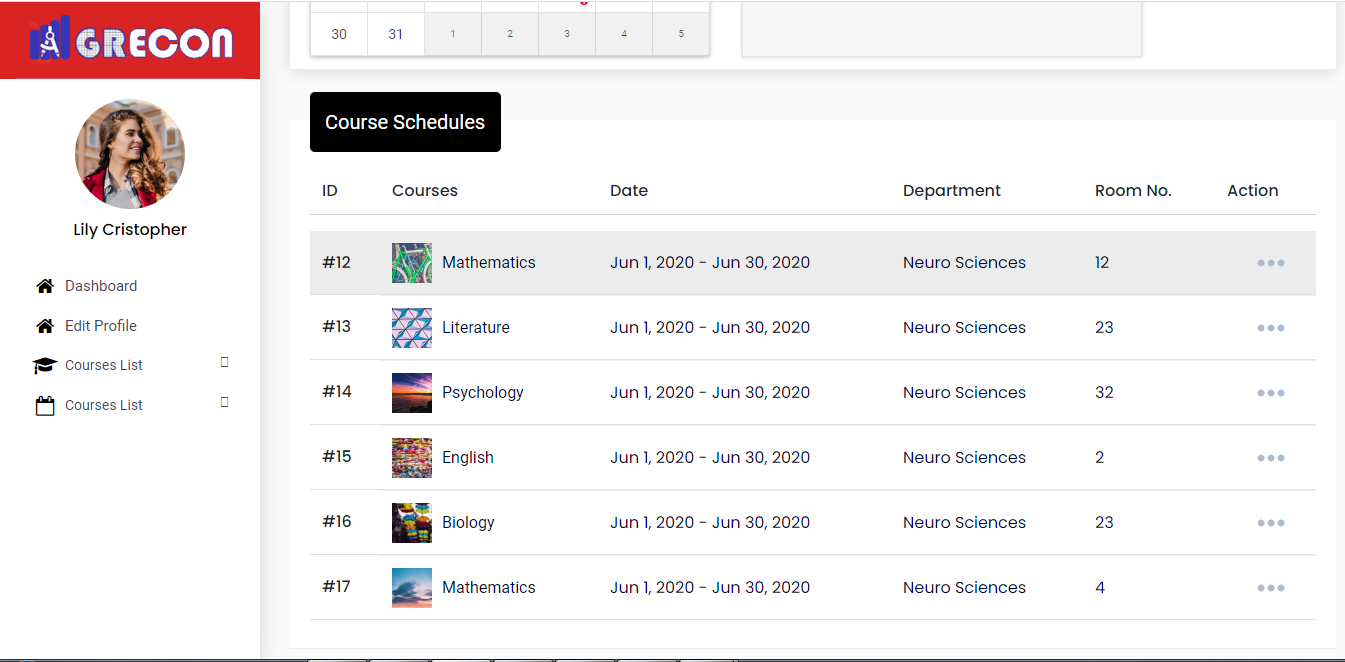 GRECON
Lily Cristopher
Dashboard
Edit Profile
Courses List
Courses List
30 31 1 2 3 4 5
Course Schedules
ID Courses Date Department Room No. Action
#12 Mathematics Jun 1, 2020 - Jun 30, 2020 Neuro Sciences 12
#13 Literature Jun 1, 2020 - Jun 30, 2020 Neuro Sciences 23
#14 Psychology Jun 1, 2020 - Jun 30, 2020 Neuro Sciences 32
#15 English Jun 1, 2020 - Jun 30, 2020 Neuro Sciences 2
#16 Biology Jun 1, 2020 - Jun 30, 2020 Neuro Sciences 23
#17 Mathematics Jun 1, 2020 - Jun 30, 2020 Neuro Sciences 4